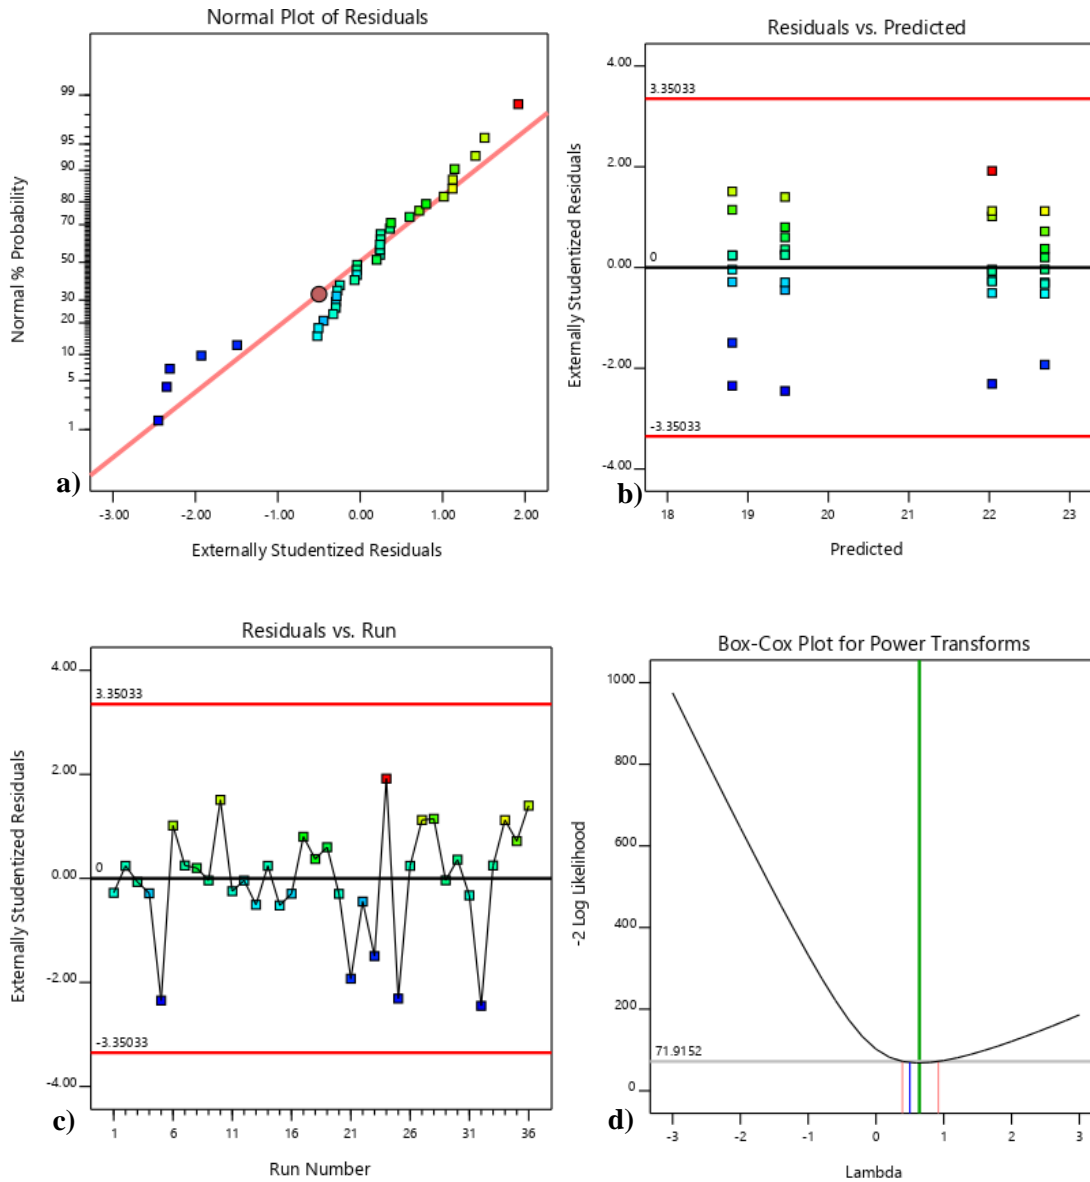 Normal Plot of Residuals
Normal % Probability
99
95
90
80
70
50
30
20
10
5
1
a)
-3.00 -2.00 -1.00 0.00 1.00 2.00
Externally Studentized Residuals
Residuals vs. Predicted
Externally Studentized Residuals
4.00
3.35033
2.00
0
0.00
-2.00
-3.35033
-4.00
b)
18 19 20 21 22 23
Predicted
Residuals vs. Run
Externally Studentized Residuals
4.00
3.35033
2.00
0
0.00
-2.00
-3.35033
-4.00
c)
1 6 11 16 21 26 31 36
Run Number
Box-Cox Plot for Power Transforms
-2 Log Likelihood
1000
800
600
400
200
71.9152
0
d)
-3 -2 -1 0 1 2 3
Lambda